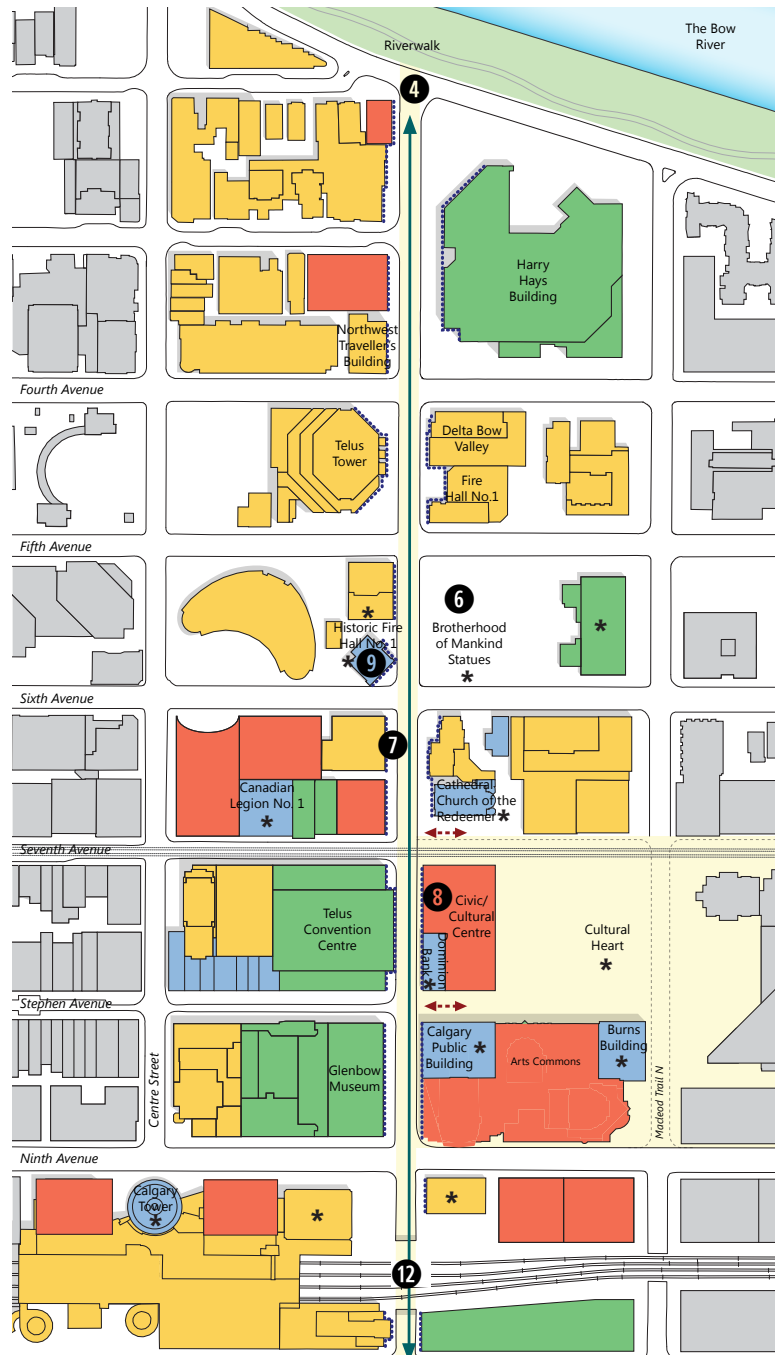 The Bow
River
Riverwalk
4
Harry
Hays
Building
Northwest
Traveller's
Building
Fourth Avenue
Telus
Tower
Delta Bow
Valley
Fire
Hall No.1
Fifth Avenue
6
*
Brotherhood
of Mankind
Statues
*
*
Historic Fire
Hall No. 1
*
9
Sixth Avenue
7
Canadian
Legion No. 1
*
Cathedral
Church of the
Redeemer
*
Seventh Avenue
8
Civic/
Cultural
Centre
Telus
Convention
Centre
Dominion
Bank
*
Cultural
Heart
*
Stephen Avenue
Calgary
Public
Building
*
Arts Commons
Burns
Building
*
Glenbow
Museum
Centre Street
Macleod Trail N
Ninth Avenue
Calgary
Tower
*
*
*
12